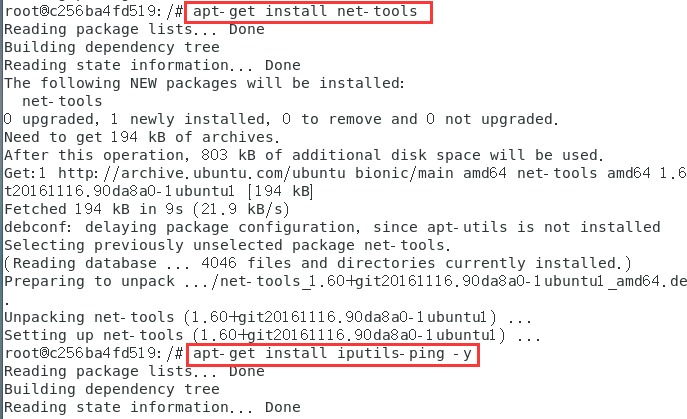 root@c256ba4fd519:/# apt-get install net-tools
Reading package lists... Done
Building dependency tree
Reading state information... Done
The following NEW packages will be installed:
  net-tools
0 upgraded, 1 newly installed, 0 to remove and 0 not upgraded.
Need to get 194 kB of archives.
After this operation, 803 kB of additional disk space will be used.
Get:1 http://archive.ubuntu.com/ubuntu bionic/main amd64 net-tools amd64 1.6
t20161116.90da8a0-1ubuntu1 [194 kB]
Fetched 194 kB in 9s (21.9 kB/s)
debconf: delaying package configuration, since apt-utils is not installed
Selecting previously unselected package net-tools.
(Reading database ... 4046 files and directories currently installed.)
Preparing to unpack .../net-tools_1.60+git20161116.90da8a0-1ubuntu1_amd64.de
.
Unpacking net-tools (1.60+git20161116.90da8a0-1ubuntu1) ...
Setting up net-tools (1.60+git20161116.90da8a0-1ubuntu1) ...
root@c256ba4fd519:/# apt-get install iputils-ping -y
Reading package lists... Done
Building dependency tree
Reading state information... Done